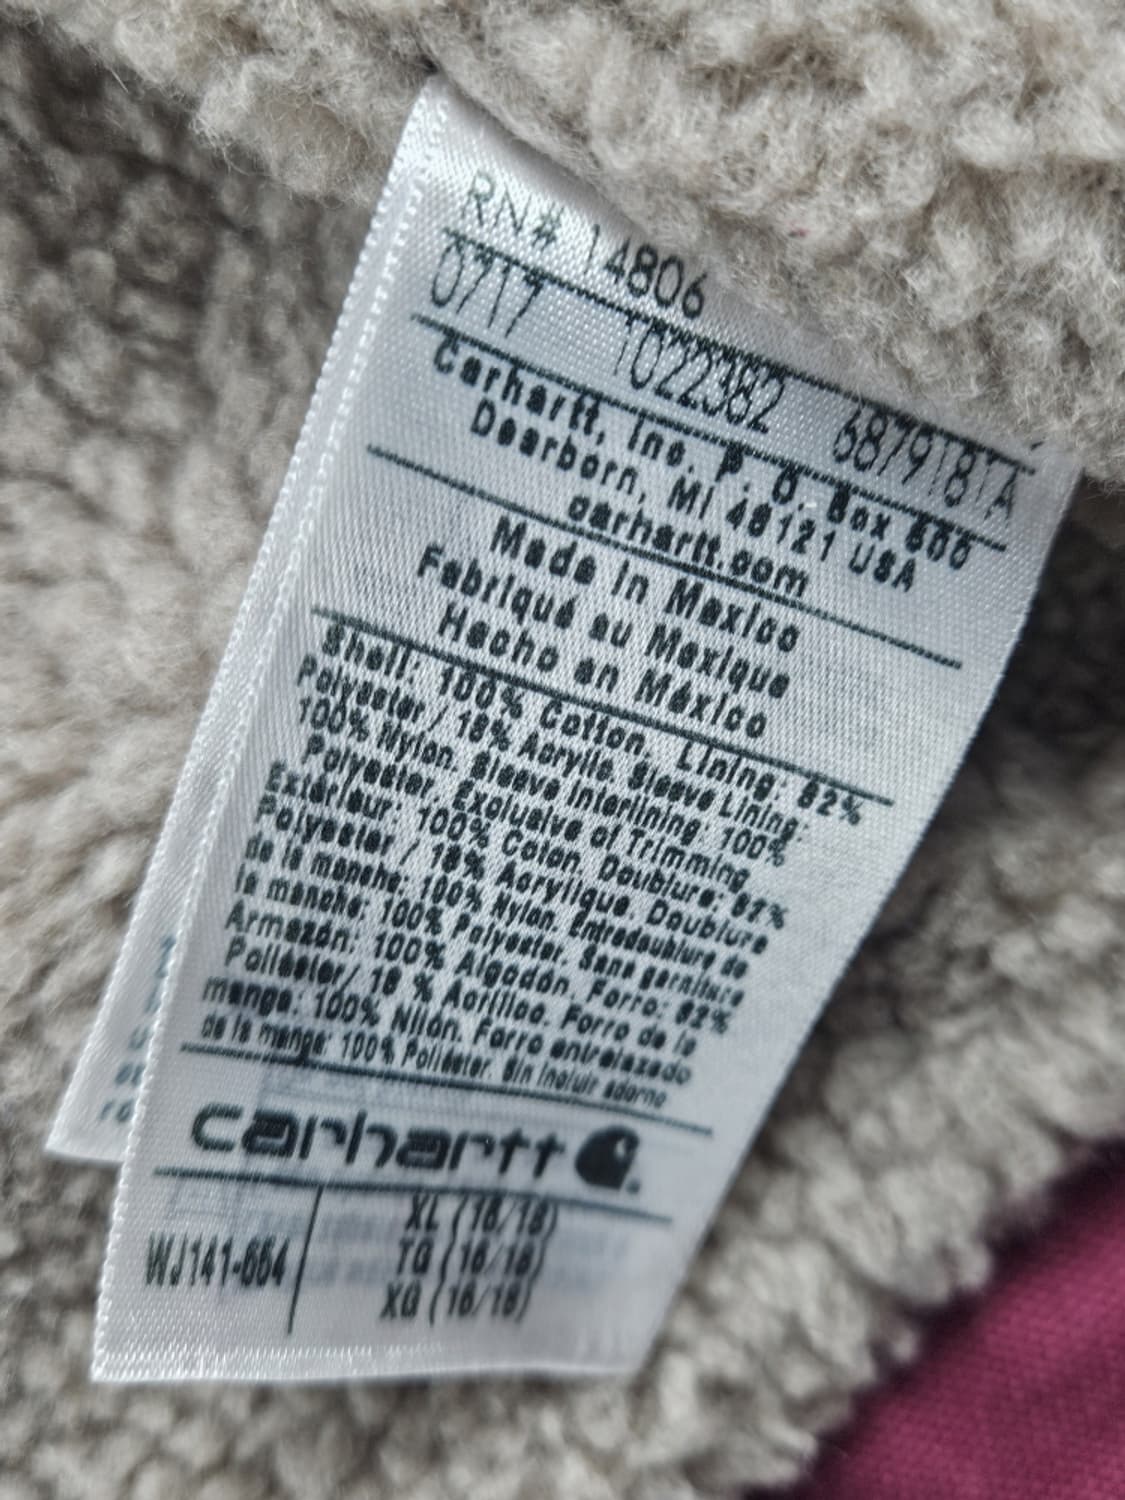 RN# 14806
0717 1022382 6879181A
Carhartt, Inc. P. O. Box 600
Dearborn, MI 48121 USA
carhartt.com
Made in Mexico
Fabriqué au Mexique
Hecho en México
Shell: 100% Cotton. Lining: 82%
Polyester / 18% Acrylic. Sleeve Lining:
100% Nylon. Sleeve Interlining: 100%
Polyester. Exclusive of Trimming.
Extérieur: 100% Coton. Doublure: 82%
Polyester / 18% Acrylique. Doublure
de la manche: 100% Nylon. Entredoublure de
la manche: 100% Polyester. Sans garniture
Armazón: 100% Algodón. Forro: 82%
Poliéster/ 18 % Acrílico. Forro de la
manga: 100% Nilón. Forro entrelazado
de la manga: 100% Poliéster. Sin incluir adorno
carhartt
WJ141-664
XL (16/18)
TG (16/18)
XG (16/18)